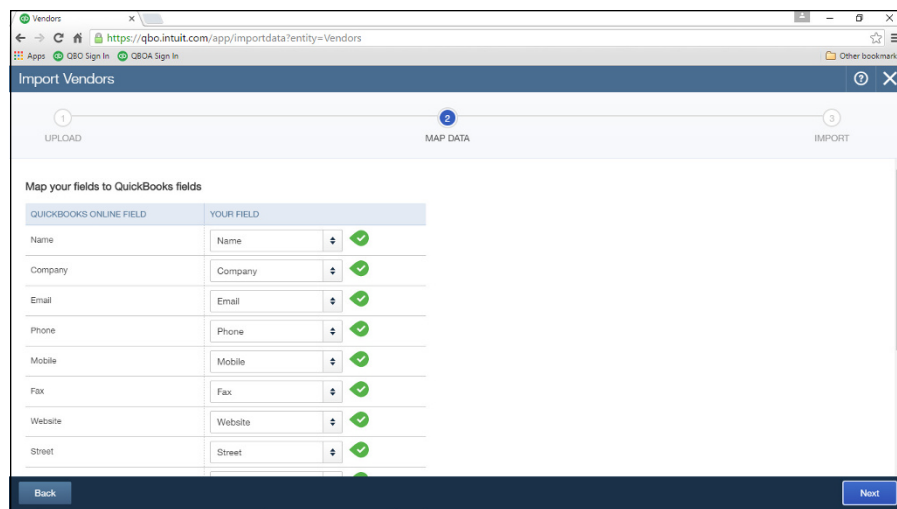 Vendors
https://qbo.intuit.com/app/importdata?entity=Vendors
Apps QBO Sign In QBOA Sign In Other bookmark
Import Vendors
1 2 3
UPLOAD MAP DATA IMPORT
Map your fields to QuickBooks fields
QUICKBOOKS ONLINE FIELD YOUR FIELD
Name Name
Company Company
Email Email
Phone Phone
Mobile Mobile
Fax Fax
Website Website
Street Street
Back Next